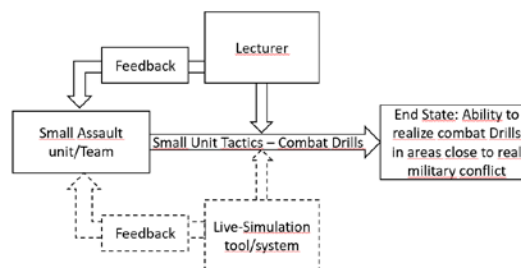 Lecturer
Feedback
Small Assault
unit/Team
Small Unit Tactics – Combat Drills
End State: Ability to
realize combat Drills
in areas close to real
military conflict
Feedback
Live-Simulation
tool/system